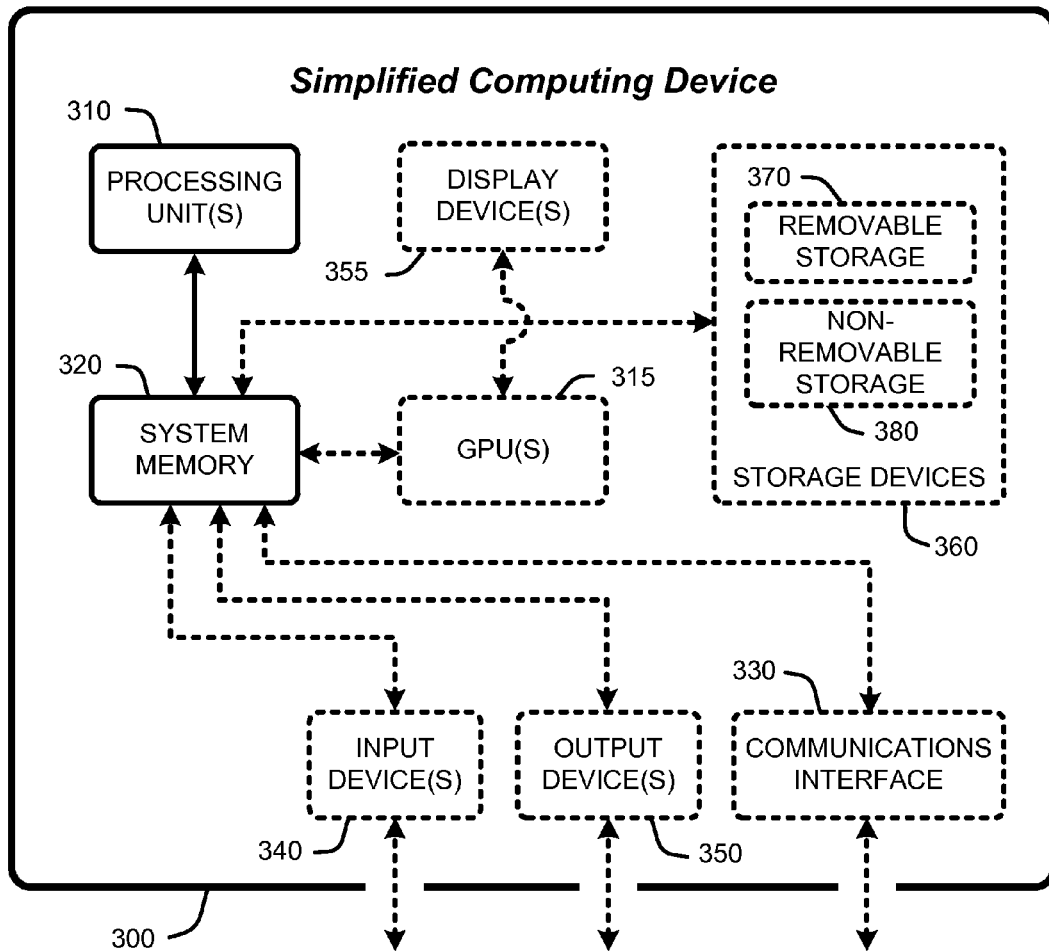 Simplified Computing Device
310
PROCESSING
UNIT(S)
DISPLAY
DEVICE(S)
355
370
REMOVABLE
STORAGE
NON-
REMOVABLE
STORAGE
380
STORAGE DEVICES
360
320
SYSTEM
MEMORY
315
GPU(S)
330
INPUT
DEVICE(S)
340
OUTPUT
DEVICE(S)
350
COMMUNICATIONS
INTERFACE
300